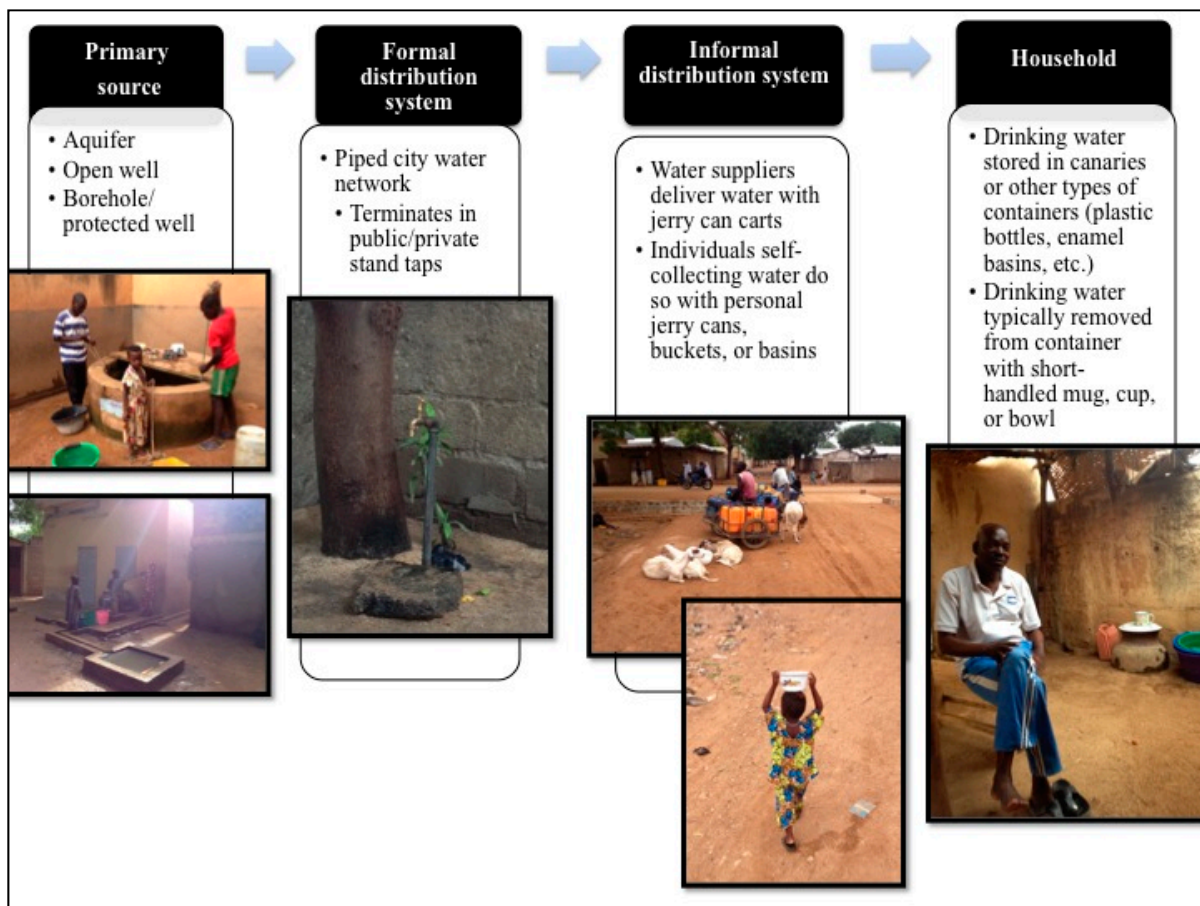 Primary
source
• Aquifer
• Open well
• Borehole/
protected well
Formal
distribution
system
• Piped city water
network
• Terminates in
public/private
stand taps
Informal
distribution system
• Water suppliers
deliver water with
jerry can carts
• Individuals self-
collecting water do
so with personal
jerry cans,
buckets, or basins
Household
• Drinking water
stored in canaries
or other types of
containers (plastic
bottles, enamel
basins, etc.)
• Drinking water
typically removed
from container
with short-
handled mug, cup,
or bowl